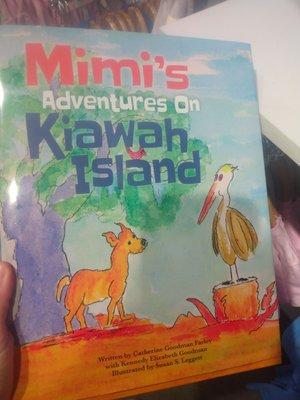 Mimi's
Adventures On
Kiawah
Island
Written by Catherine Goodman Farley
with Kennedy Elizabeth Goodman
Illustrated by Susan S. Leggett